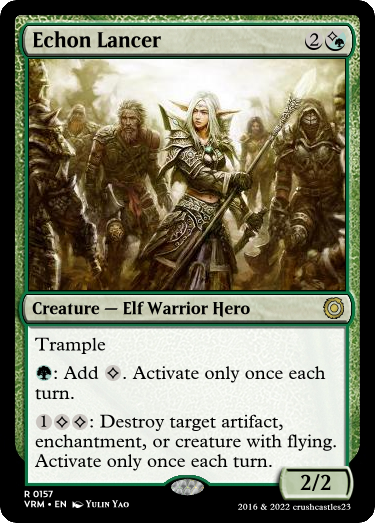 Echon Lancer 2
Creature — Elf Warrior Hero
Trample
: Add . Activate only once each
turn.
1 : Destroy target artifact,
enchantment, or creature with flying.
Activate only once each turn.
2/2
R 0157
VRM • EN Yulin Yao
2016 & 2022 crushcastles23